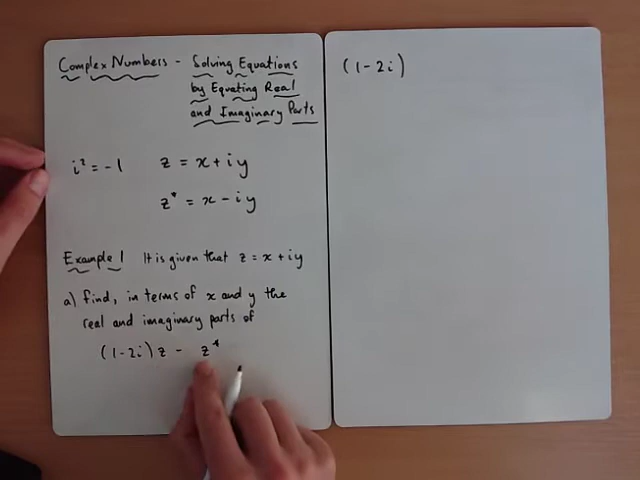 Complex Numbers - Solving Equations
by Equating Real
and Imaginary Parts
i² = -1 z = x + iy
z* = x - iy
Example 1 It is given that z = x + iy
a) find, in terms of x and y the
real and imaginary parts of
(1-2i)z - z*
(1-2i)